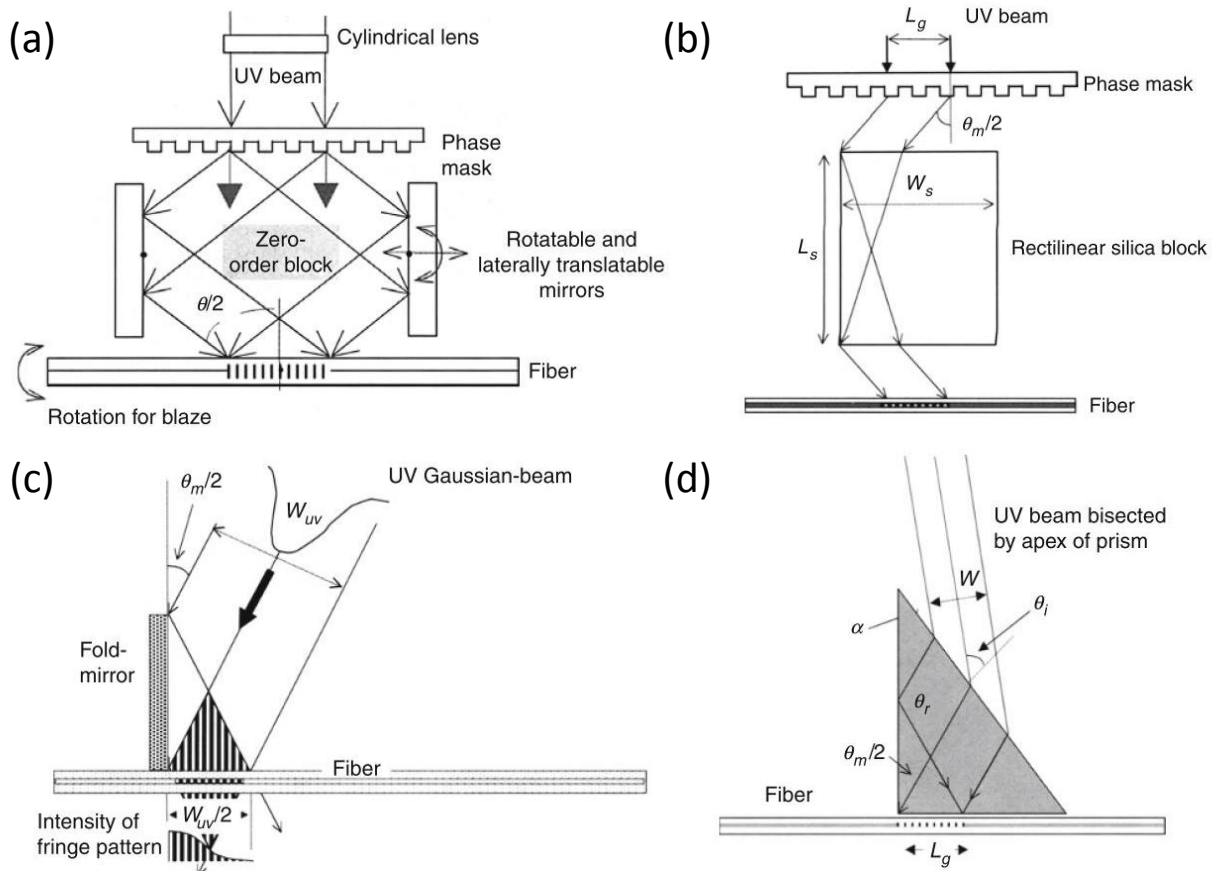 (a)
Cylindrical lens
UV beam
Phase
mask
Zero-
order block
Rotatable and
laterally translatable
mirrors
θ/2
Fiber
Rotation for blaze
(b)
L_g
UV beam
Phase mask
θ_m/2
W_s
L_s
Rectilinear silica block
Fiber
(c)
θ_m/2
UV Gaussian-beam
W_uv
Fold-
mirror
Fiber
W_uv/2
Intensity of
fringe pattern
(d)
UV beam bisected
by apex of prism
W
θ_i
α
θ_r
θ_m/2
Fiber
L_g